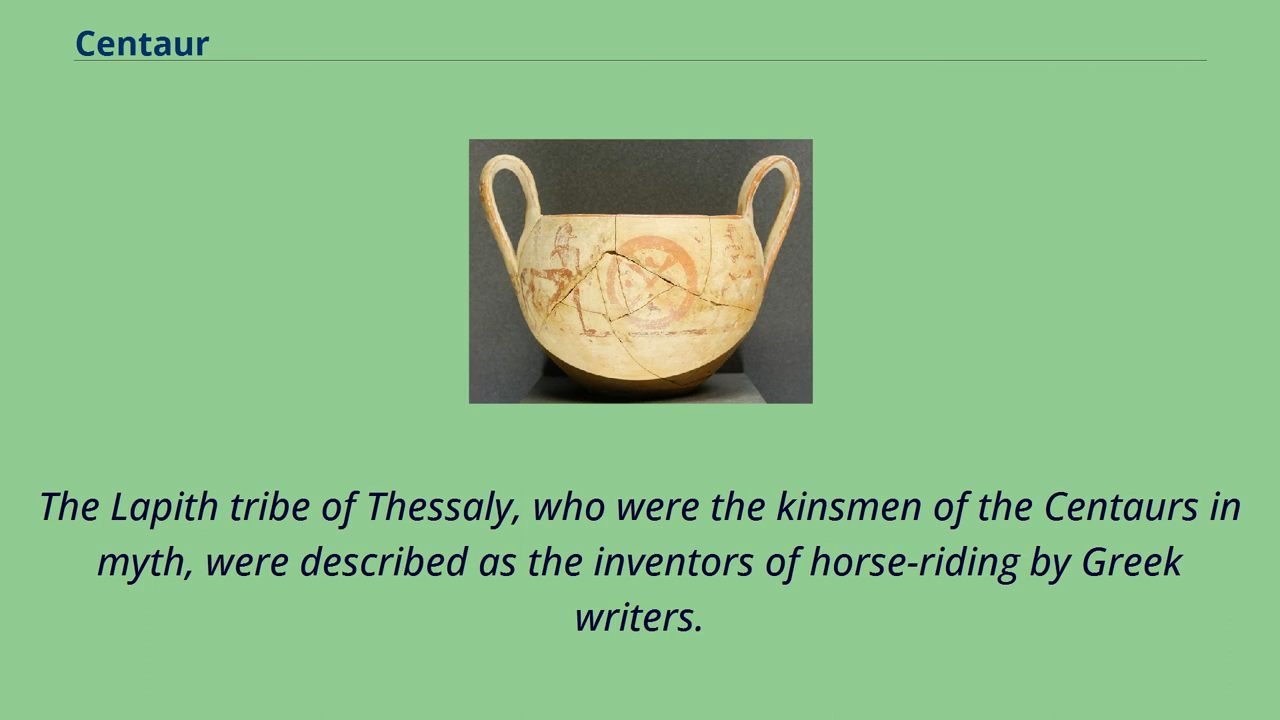 Centaur
The Lapith tribe of Thessaly, who were the kinsmen of the Centaurs in
myth, were described as the inventors of horse-riding by Greek
writers.